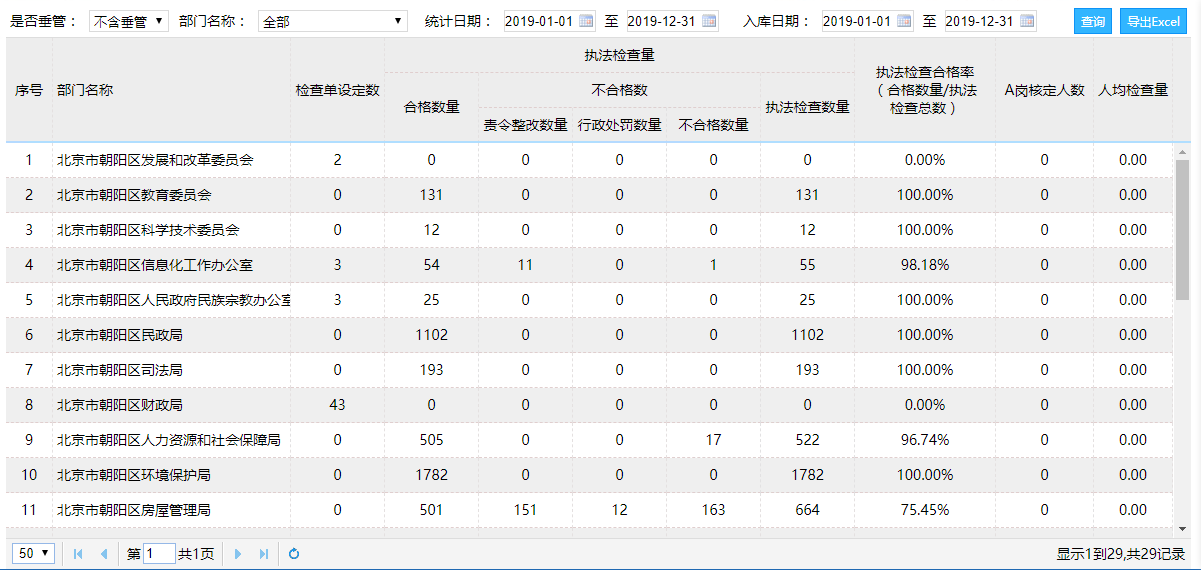 是否垂管： 不含垂管 部门名称： 全部 统计日期： 2019-01-01 至 2019-12-31 入库日期： 2019-01-01 至 2019-12-31 查询 导出Excel
序号 部门名称 检查单设定数 执法检查量 执法检查合格率（合格数量/执法检查总数） A岗核定人数 人均检查量
合格数量 不合格数 执法检查数量
责令整改数量 行政处罚数量 不合格数量
1 北京市朝阳区发展和改革委员会 2 0 0 0 0 0 0.00% 0 0.00
2 北京市朝阳区教育委员会 0 131 0 0 0 131 100.00% 0 0.00
3 北京市朝阳区科学技术委员会 0 12 0 0 0 12 100.00% 0 0.00
4 北京市朝阳区信息化工作办公室 3 54 11 0 1 55 98.18% 0 0.00
5 北京市朝阳区人民政府民族宗教办公室 3 25 0 0 0 25 100.00% 0 0.00
6 北京市朝阳区民政局 0 1102 0 0 0 1102 100.00% 0 0.00
7 北京市朝阳区司法局 0 193 0 0 0 193 100.00% 0 0.00
8 北京市朝阳区财政局 43 0 0 0 0 0 0.00% 0 0.00
9 北京市朝阳区人力资源和社会保障局 0 505 0 0 17 522 96.74% 0 0.00
10 北京市朝阳区环境保护局 0 1782 0 0 0 1782 100.00% 0 0.00
11 北京市朝阳区房屋管理局 0 501 151 12 163 664 75.45% 0 0.00
50 第 1 共1页 显示1到29,共29记录